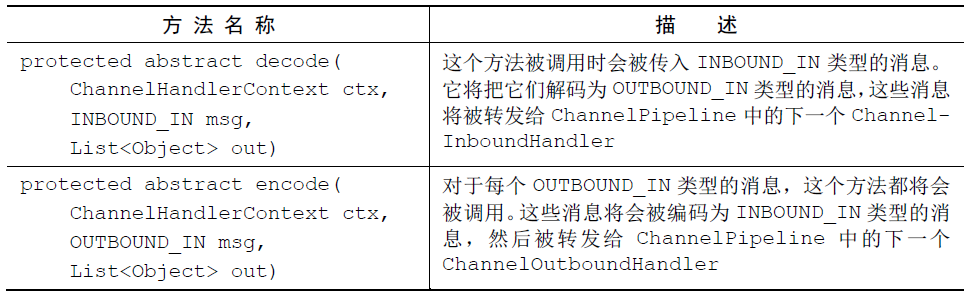 方 法 名 称
描 述
protected abstract decode(
ChannelHandlerContext ctx,
INBOUND_IN msg,
List<Object> out)
这个方法被调用时会被传入 INBOUND_IN 类型的消息。
它将把它们解码为 OUTBOUND_IN 类型的消息，这些消息
将被转发给 ChannelPipeline 中的下一个 Channel-
InboundHandler
protected abstract encode(
ChannelHandlerContext ctx,
OUTBOUND_IN msg,
List<Object> out)
对于每个 OUTBOUND_IN 类型的消息，这个方法都将会
被调用。这些消息将会被编码为 INBOUND_IN 类型的消
息，然后被转发给 ChannelPipeline 中的下一个
ChannelOutboundHandler